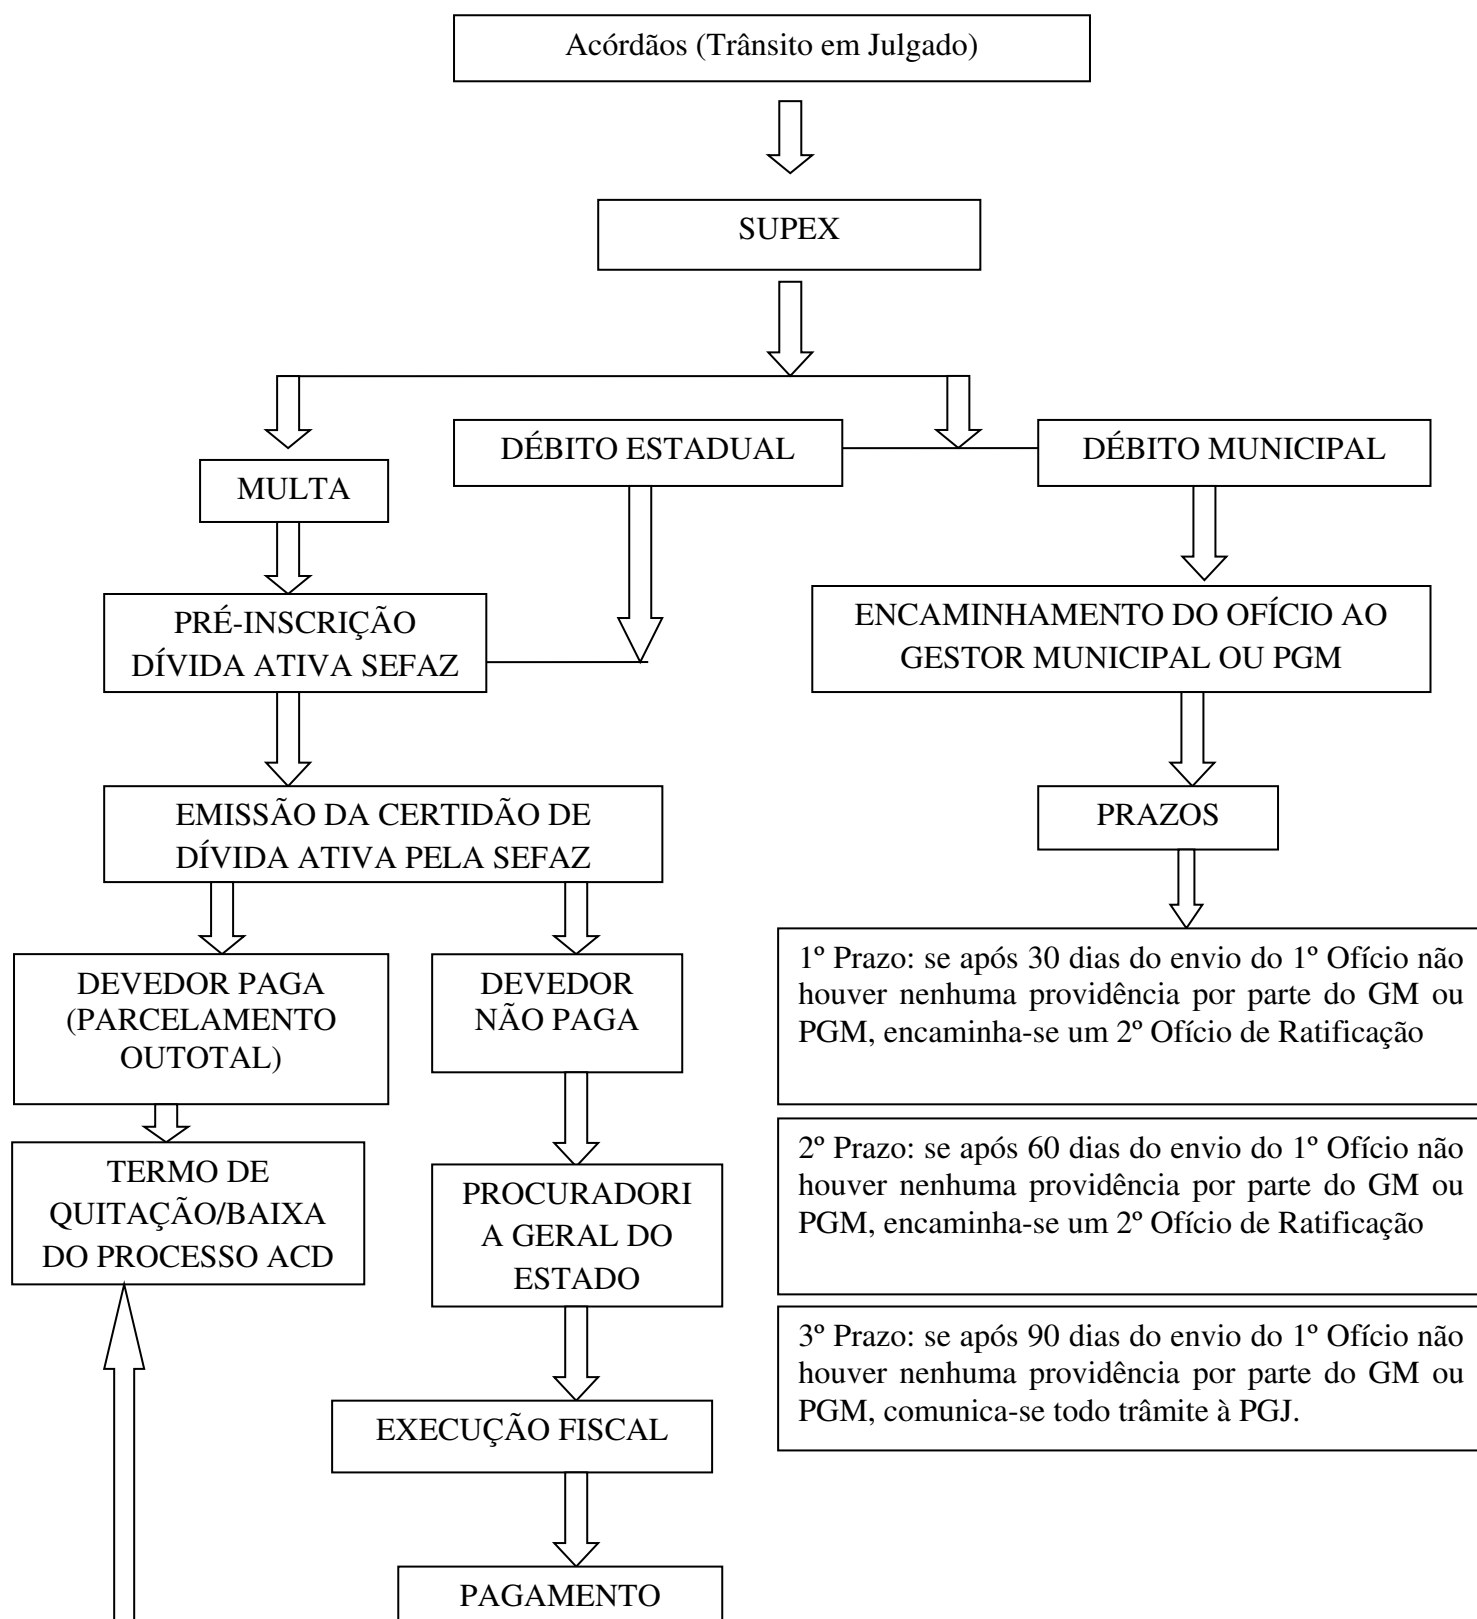 Acórdãos (Trânsito em Julgado)
SUPEX
DÉBITO ESTADUAL
DÉBITO MUNICIPAL
MULTA
PRÉ-INSCRIÇÃO
DÍVIDA ATIVA SEFAZ
ENCAMINHAMENTO DO OFÍCIO AO
GESTOR MUNICIPAL OU PGM
EMISSÃO DA CERTIDÃO DE
DÍVIDA ATIVA PELA SEFAZ
PRAZOS
DEVEDOR PAGA
(PARCELAMENTO
OUTOTAL)
DEVEDOR
NÃO PAGA
1º Prazo: se após 30 dias do envio do 1º Ofício não
houver nenhuma providência por parte do GM ou
PGM, encaminha-se um 2º Ofício de Ratificação
TERMO DE
QUITAÇÃO/BAIXA
DO PROCESSO ACD
PROCURADORI
A GERAL DO
ESTADO
2º Prazo: se após 60 dias do envio do 1º Ofício não
houver nenhuma providência por parte do GM ou
PGM, encaminha-se um 2º Ofício de Ratificação
3º Prazo: se após 90 dias do envio do 1º Ofício não
houver nenhuma providência por parte do GM ou
PGM, comunica-se todo trâmite à PGJ.
EXECUÇÃO FISCAL
PAGAMENTO